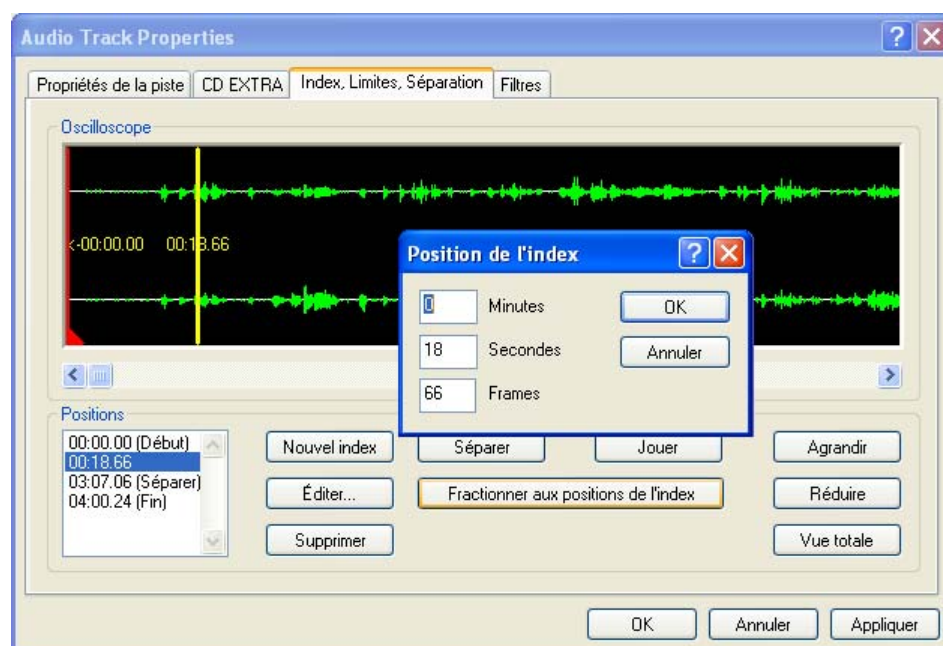 Audio Track Properties
Propriétés de la piste CD EXTRA Index, Limites, Séparation Filtres
Oscilloscope
<-00:00.00 00:18.66
Position de l'index
0 Minutes OK
18 Secondes Annuler
66 Frames
Positions
00:00.00 (Début)
00:18.66
03:07.06 (Séparer)
04:00.24 (Fin)
Nouvel index Séparer Jouer Agrandir
Éditer... Fractionner aux positions de l'index Réduire
Supprimer Vue totale
OK Annuler Appliquer